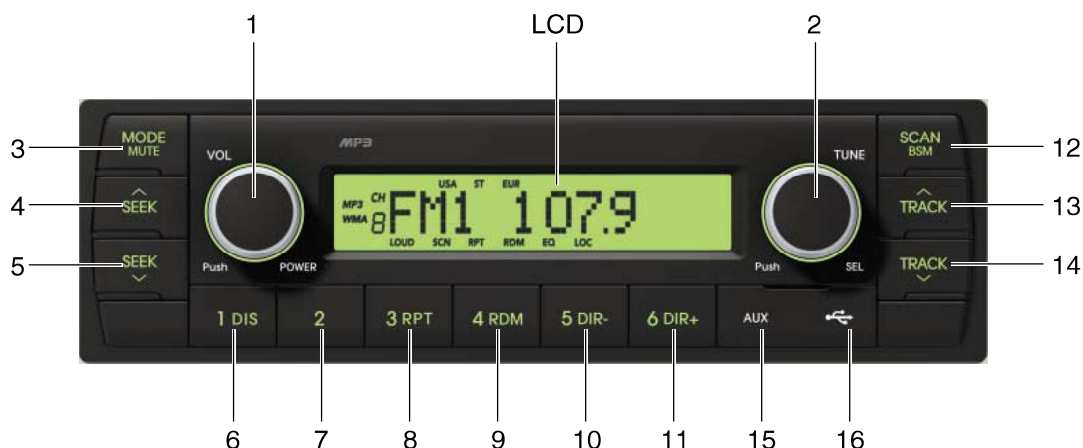 1 LCD 2
3 MODE MUTE VOL MP3 TUNE SCAN BSM 12
USA ST EUR
4 SEEK MP3 WMA CH 8 FM1 107.9 TRACK 13
LOUD SCN RPT RDM EQ LOC
5 SEEK Push POWER Push SEL TRACK 14
1 DIS 2 3 RPT 4 RDM 5 DIR- 6 DIR+ AUX
6 7 8 9 10 11 15 16